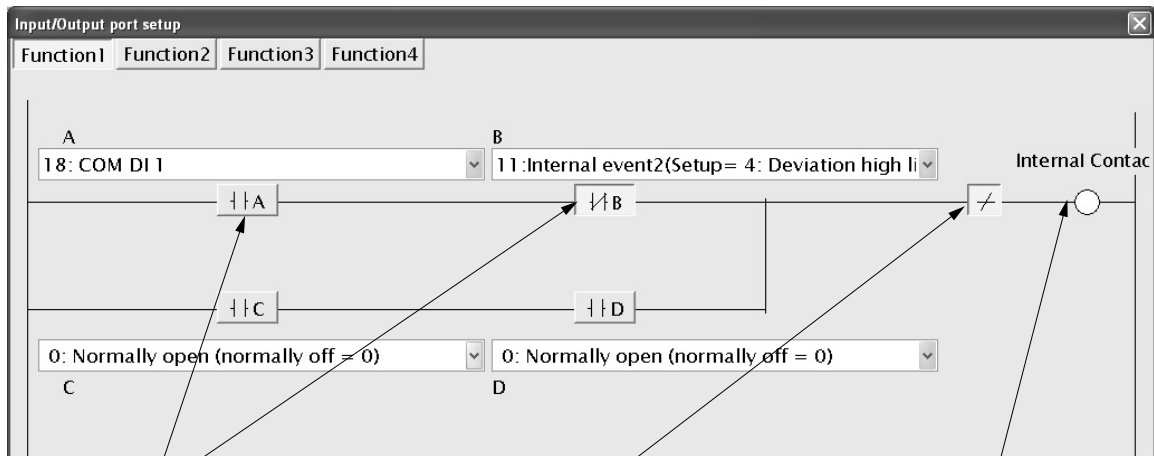 Input/Output port setup
Function1 Function2 Function3 Function4
A B
18: COM DI 1 11:Internal event2(Setup= 4: Deviation high li
Internal Contac
A B
C D
0: Normally open (normally off = 0) 0: Normally open (normally off = 0)
C D